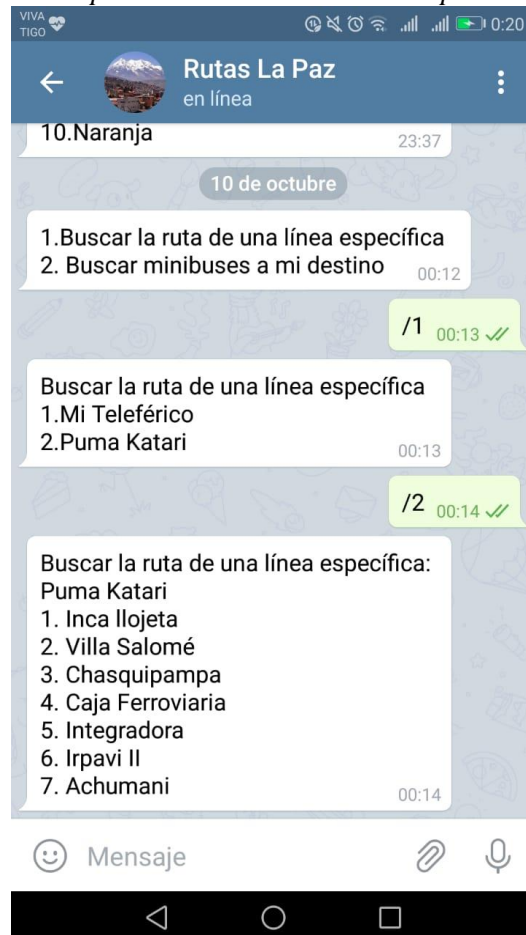 VIVA
TIGO
0:20
Rutas La Paz
en línea
10.Naranja
23:37
10 de octubre
1.Buscar la ruta de una línea específica
2. Buscar minibuses a mi destino
00:12
/1
00:13
Buscar la ruta de una línea específica
1.Mi Teleférico
2.Puma Katari
00:13
/2
00:14
Buscar la ruta de una línea específica:
Puma Katari
1. Inca llojeta
2. Villa Salomé
3. Chasquipampa
4. Caja Ferroviaria
5. Integradora
6. Irpavi II
7. Achumani
00:14
Mensaje